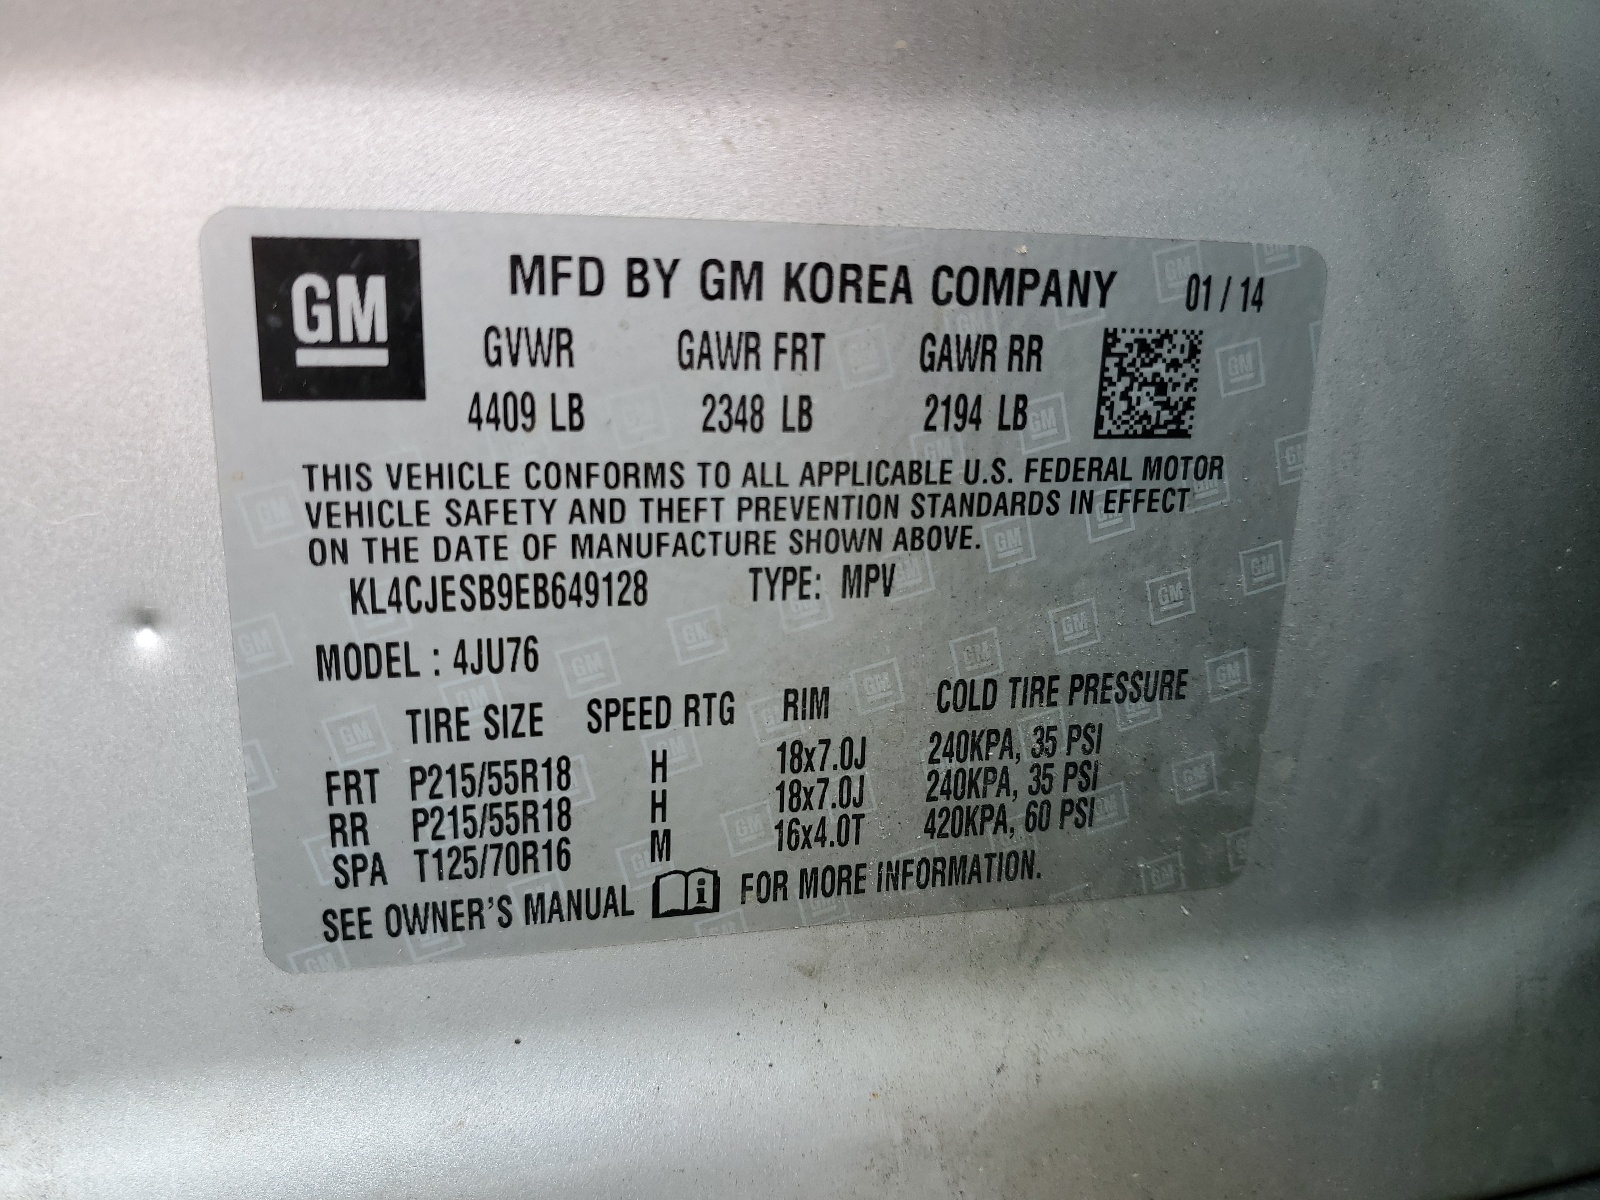 GM
MFD BY GM KOREA COMPANY 01 / 14
GVWR GAWR FRT GAWR RR
4409 LB 2348 LB 2194 LB
THIS VEHICLE CONFORMS TO ALL APPLICABLE U.S. FEDERAL MOTOR
VEHICLE SAFETY AND THEFT PREVENTION STANDARDS IN EFFECT
ON THE DATE OF MANUFACTURE SHOWN ABOVE.
KL4CJESB9EB649128 TYPE: MPV
MODEL : 4JU76
TIRE SIZE SPEED RTG RIM COLD TIRE PRESSURE
FRT P215/55R18 H 18x7.0J 240KPA, 35 PSI
RR P215/55R18 H 18x7.0J 240KPA, 35 PSI
SPA T125/70R16 M 16x4.0T 420KPA, 60 PSI
SEE OWNER'S MANUAL FOR MORE INFORMATION.